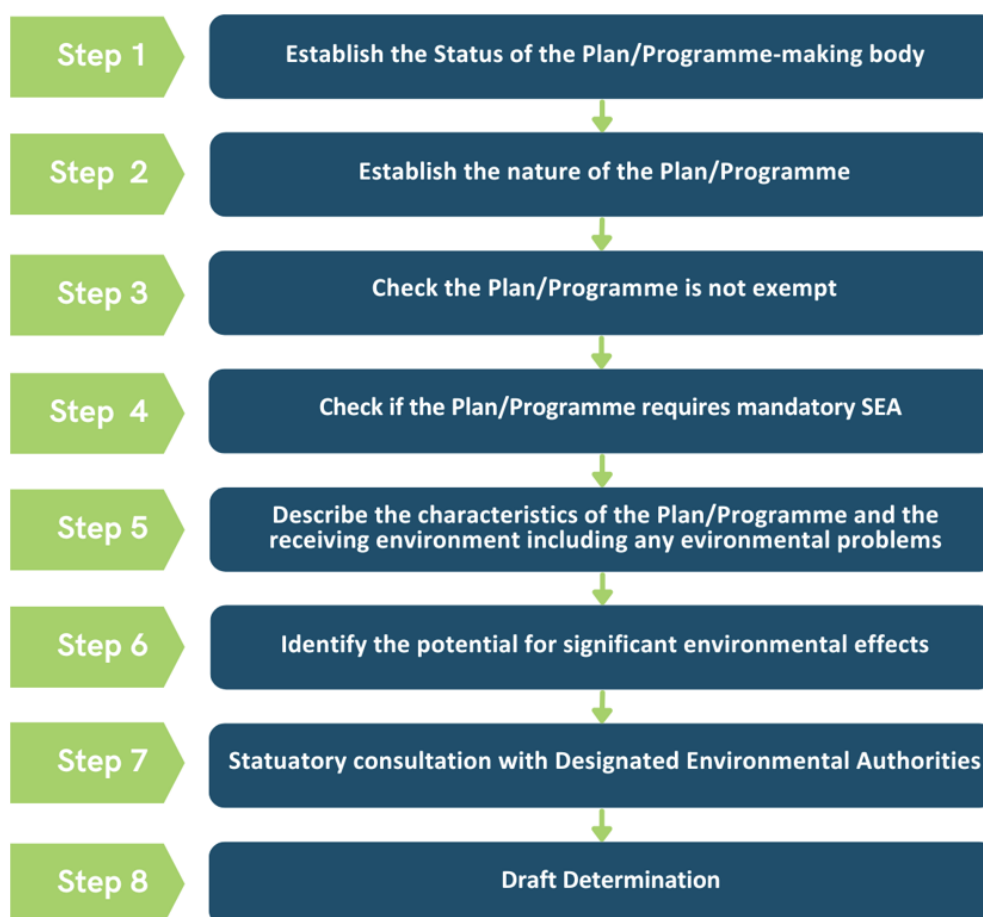 Step 1
Establish the Status of the Plan/Programme-making body
Step 2
Establish the nature of the Plan/Programme
Step 3
Check the Plan/Programme is not exempt
Step 4
Check if the Plan/Programme requires mandatory SEA
Step 5
Describe the characteristics of the Plan/Programme and the
receiving environment including any evironmental problems
Step 6
Identify the potential for significant environmental effects
Step 7
Statuatory consultation with Designated Environmental Authorities
Step 8
Draft Determination